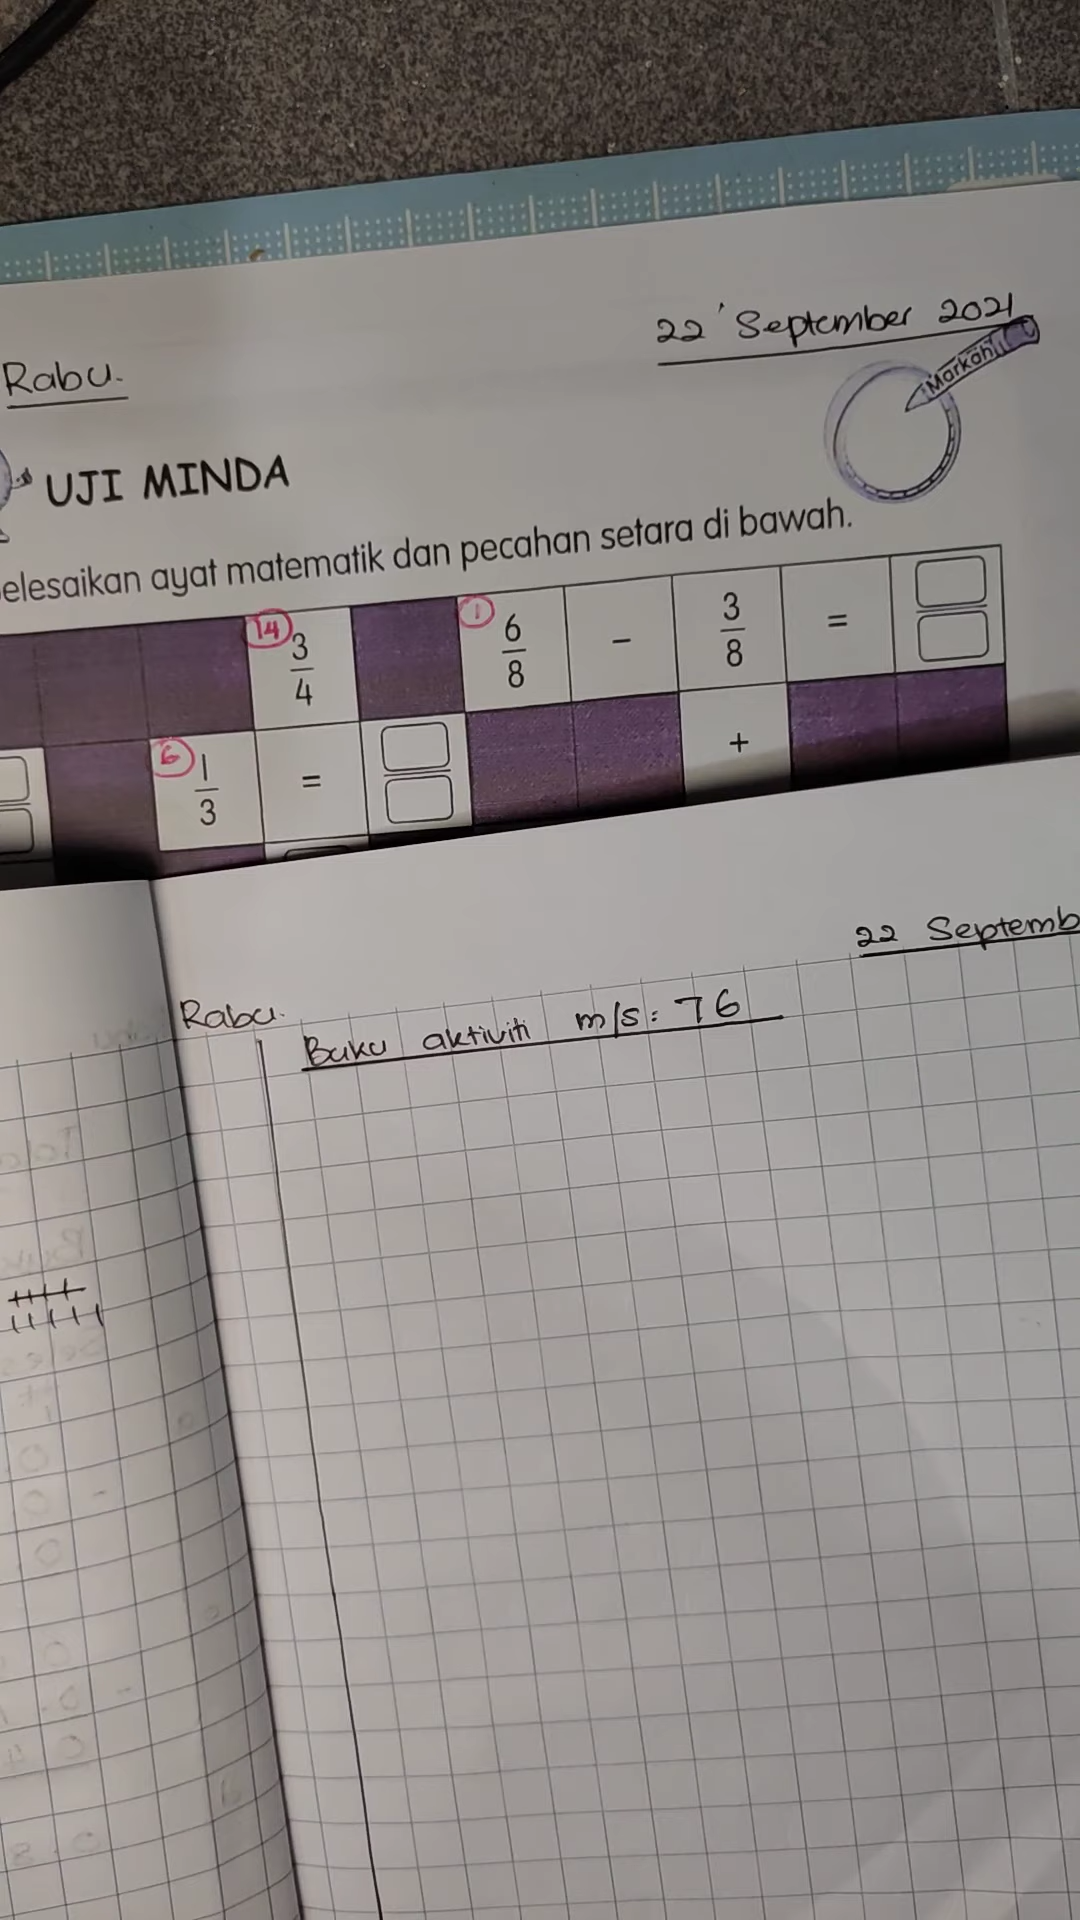 22 September 2021
Rabu.
Markah
UJI MINDA
elesaikan ayat matematik dan pecahan setara di bawah.
14 3/4
1 6/8 - 3/8 =
6 1/3 =
+
22 Septemb
Rabu.
Buku aktiviti m/s: 76